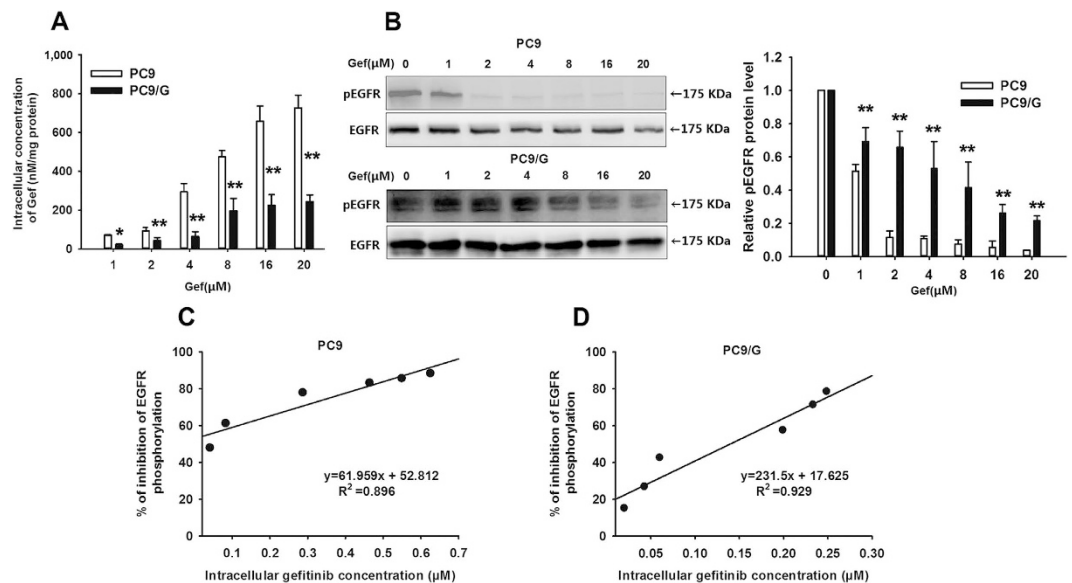 A
Intracellular concentration
of Gef (nM/mg protein)
1,000
800
600
400
200
0
PC9
PC9/G
*
**
**
**
**
**
1 2 4 8 16 20
Gef(μM)
B
PC9
Gef(μM) 0 1 2 4 8 16 20
pEGFR ←175 KDa
EGFR ←175 KDa
PC9/G
Gef(μM) 0 1 2 4 8 16 20
pEGFR ←175 KDa
EGFR ←175 KDa
Relative pEGFR protein level
1.2
1.0
0.8
0.6
0.4
0.2
0.0
PC9
PC9/G
** ** ** ** ** **
0 1 2 4 8 16 20
Gef(μM)
C
PC9
% of inhibition of EGFR
phosphorylation
100
80
60
40
20
0
y=61.959x + 52.812
R2 =0.896
0.1 0.2 0.3 0.4 0.5 0.6 0.7
Intracellular gefitinib concentration (μM)
D
PC9/G
% of inhibition of EGFR
phosphorylation
100
80
60
40
20
0
y=231.5x + 17.625
R2 =0.929
0.05 0.10 0.15 0.20 0.25 0.30
Intracellular gefitinib concentration (μM)